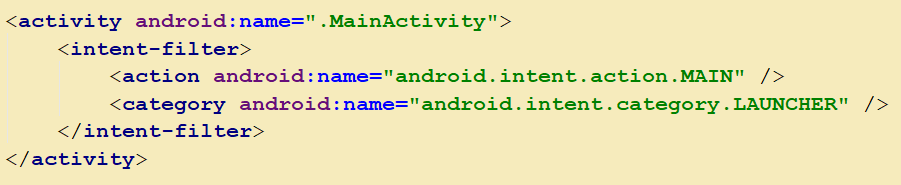 <activity android:name=".MainActivity">
    <intent-filter>
        <action android:name="android.intent.action.MAIN" />
        <category android:name="android.intent.category.LAUNCHER" />
    </intent-filter>
</activity>